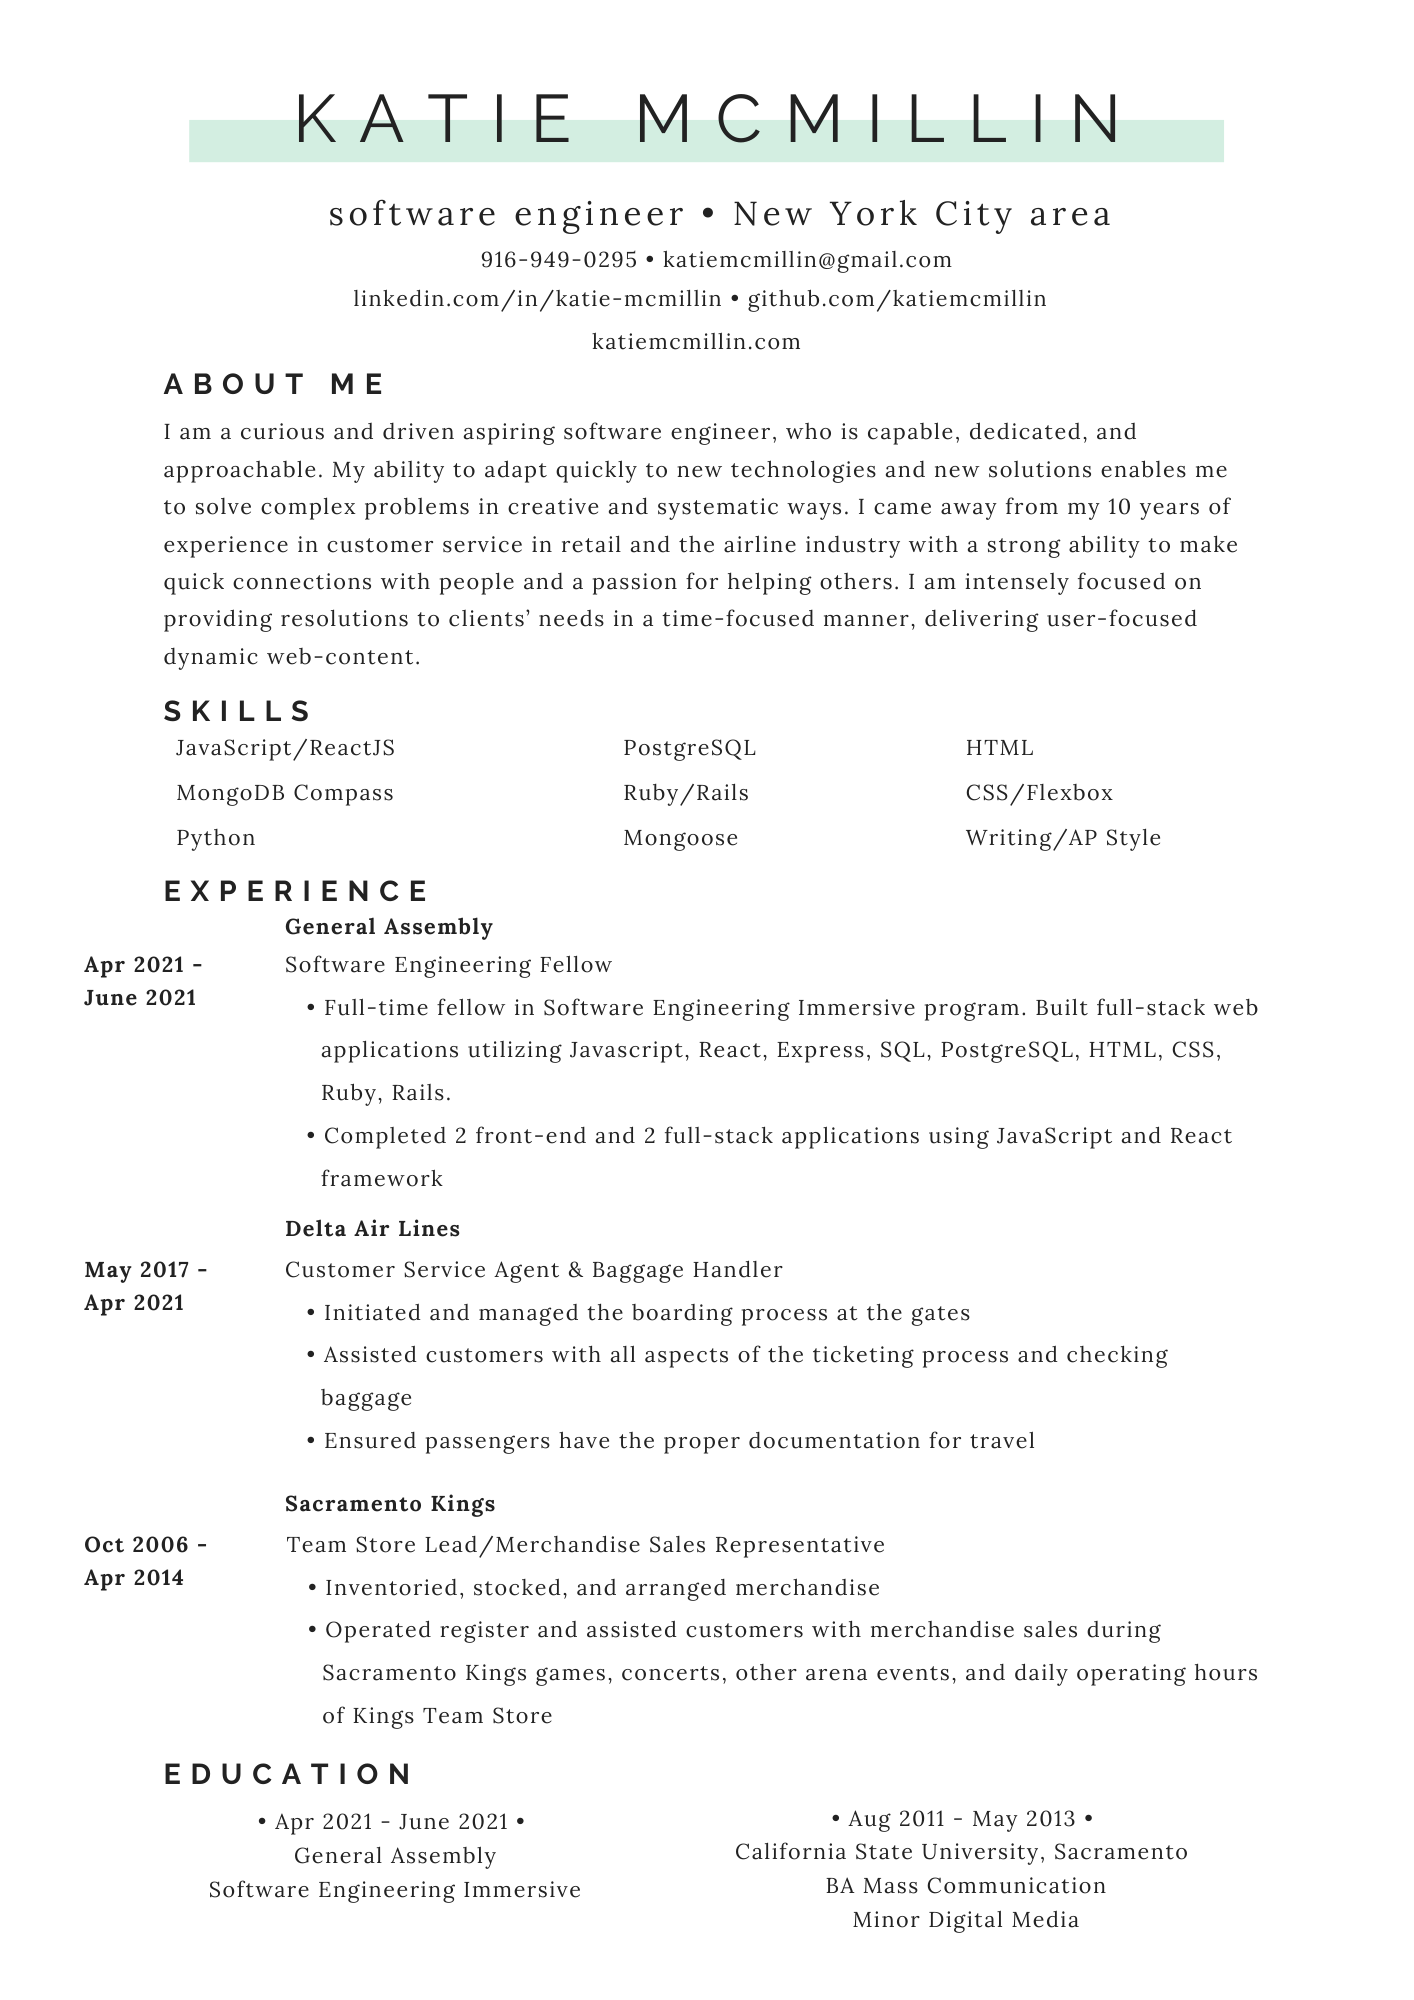 KATIE MCMILLIN
software engineer • New York City area
916-949-0295 • katiemcmillin@gmail.com
linkedin.com/in/katie-mcmillin • github.com/katiemcmillin
katiemcmillin.com
ABOUT ME
I am a curious and driven aspiring software engineer, who is capable, dedicated, and
approachable. My ability to adapt quickly to new technologies and new solutions enables me
to solve complex problems in creative and systematic ways. I came away from my 10 years of
experience in customer service in retail and the airline industry with a strong ability to make
quick connections with people and a passion for helping others. I am intensely focused on
providing resolutions to clients’ needs in a time-focused manner, delivering user-focused
dynamic web-content.
SKILLS
JavaScript/ReactJS PostgreSQL HTML
MongoDB Compass Ruby/Rails CSS/Flexbox
Python Mongoose Writing/AP Style
EXPERIENCE
General Assembly
Apr 2021 -
June 2021
Software Engineering Fellow
• Full-time fellow in Software Engineering Immersive program. Built full-stack web
applications utilizing Javascript, React, Express, SQL, PostgreSQL, HTML, CSS,
Ruby, Rails.
• Completed 2 front-end and 2 full-stack applications using JavaScript and React
framework
Delta Air Lines
May 2017 -
Apr 2021
Customer Service Agent & Baggage Handler
• Initiated and managed the boarding process at the gates
• Assisted customers with all aspects of the ticketing process and checking
baggage
• Ensured passengers have the proper documentation for travel
Sacramento Kings
Oct 2006 -
Apr 2014
Team Store Lead/Merchandise Sales Representative
• Inventoried, stocked, and arranged merchandise
• Operated register and assisted customers with merchandise sales during
Sacramento Kings games, concerts, other arena events, and daily operating hours
of Kings Team Store
EDUCATION
• Apr 2021 - June 2021 •
General Assembly
Software Engineering Immersive
• Aug 2011 - May 2013 •
California State University, Sacramento
BA Mass Communication
Minor Digital Media